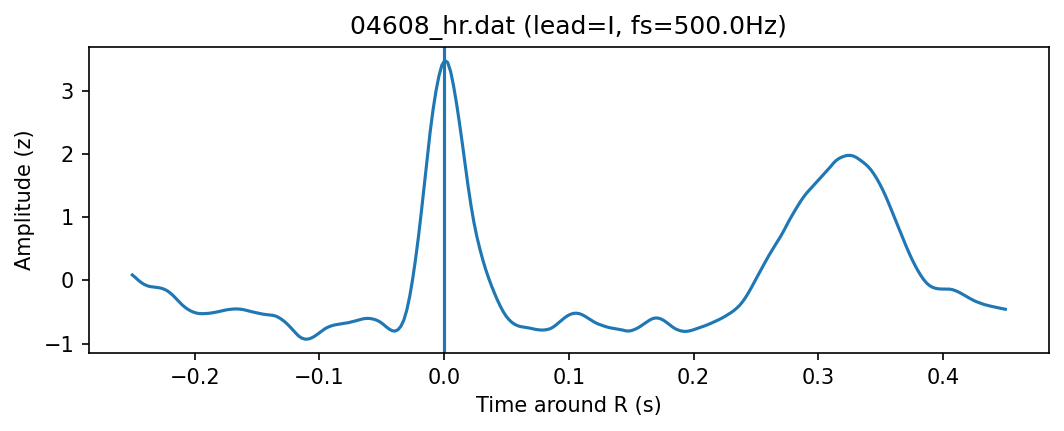 04608_hr.dat (lead=I, fs=500.0Hz)
Amplitude (z)
3
2
1
0
−1
−0.2 −0.1 0.0 0.1 0.2 0.3 0.4
Time around R (s)